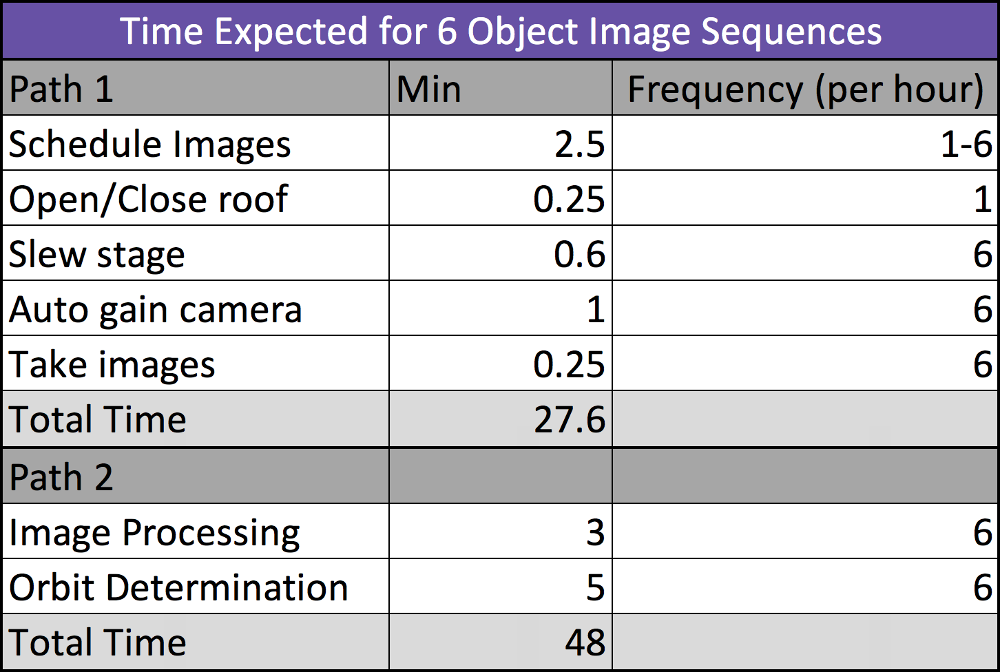 Time Expected for 6 Object Image Sequences
Path 1 Min Frequency (per hour)
Schedule Images 2.5 1-6
Open/Close roof 0.25 1
Slew stage 0.6 6
Auto gain camera 1 6
Take images 0.25 6
Total Time 27.6
Path 2
Image Processing 3 6
Orbit Determination 5 6
Total Time 48